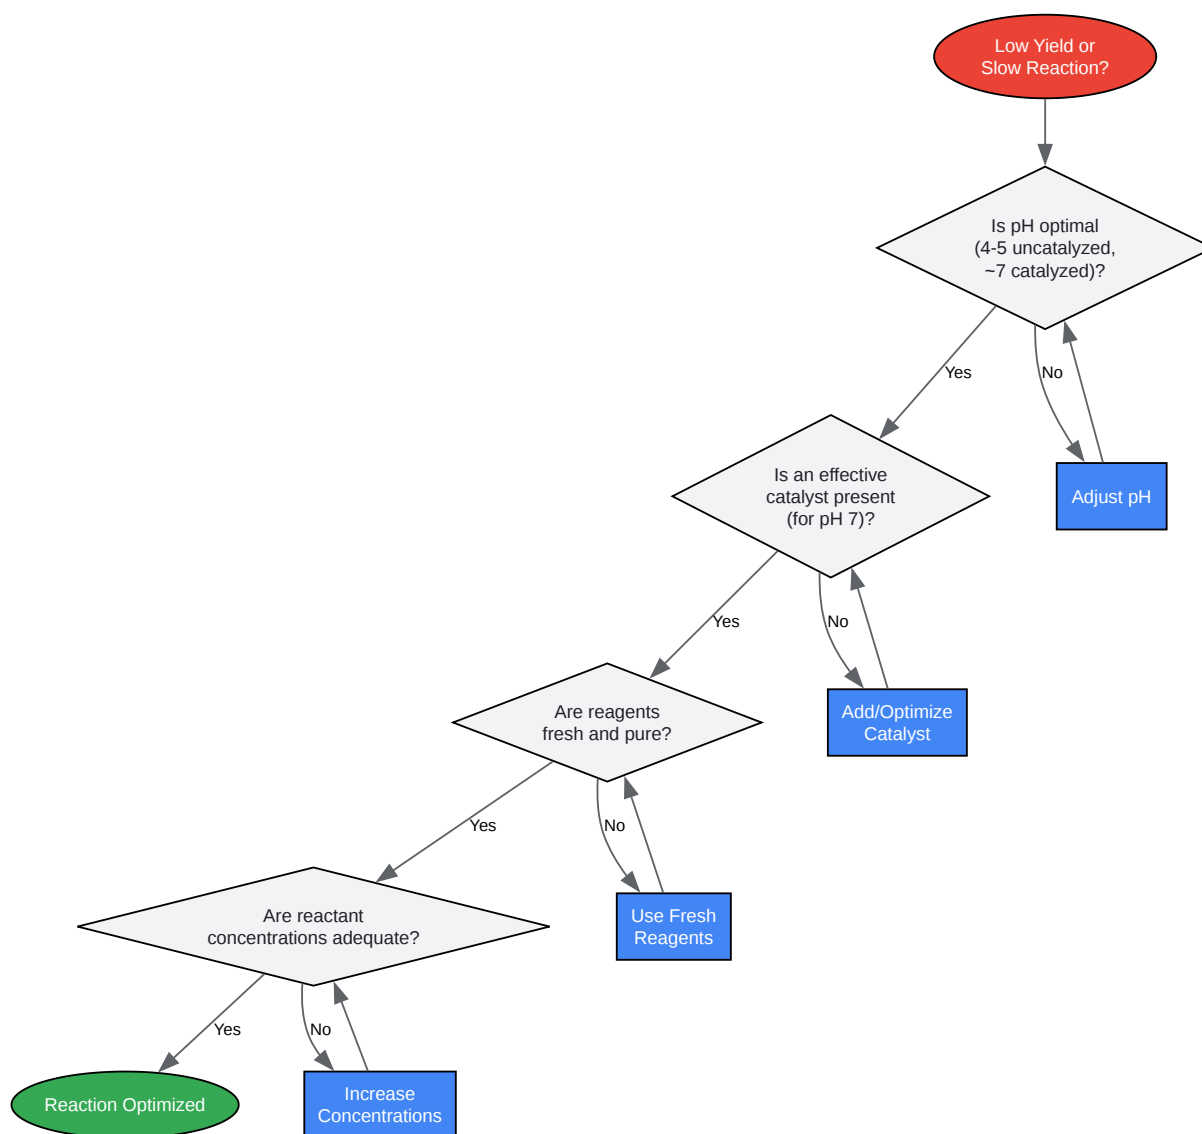 Low Yield or
Slow Reaction?
Is pH optimal
(4-5 uncatalyzed,
~7 catalyzed)?
Yes
No
Is an effective
catalyst present
(for pH 7)?
Adjust pH
Yes
No
Are reagents
fresh and pure?
Add/Optimize
Catalyst
Yes
No
Are reactant
concentrations adequate?
Use Fresh
Reagents
Yes
No
Reaction Optimized
Increase
Concentrations